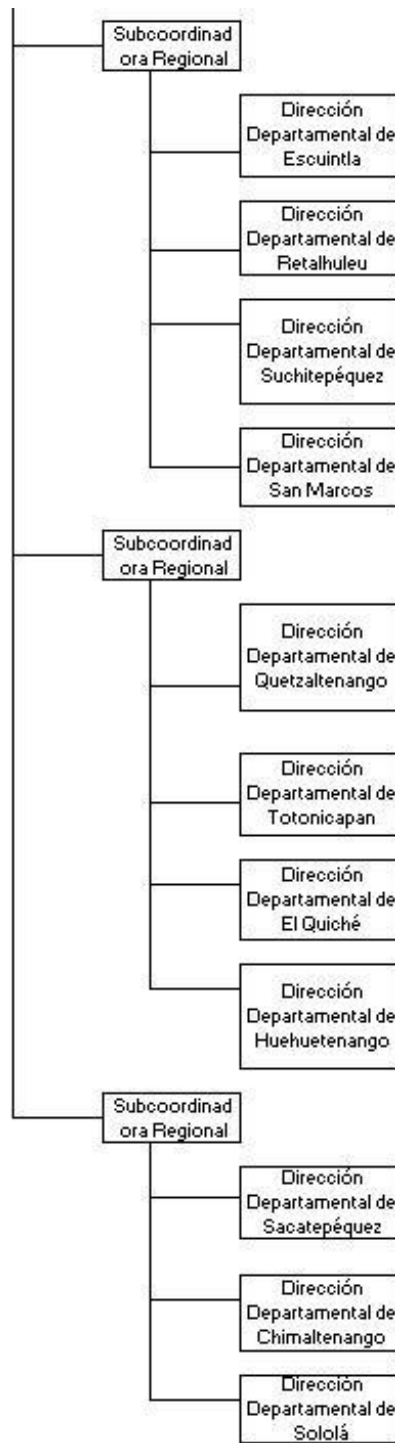 Subcoordinad
ora Regional
Dirección
Departamental de
Escuintla
Dirección
Departamental de
Retalhuleu
Dirección
Departamental de
Suchitepéquez
Dirección
Departamental de
San Marcos
Subcoordinad
ora Regional
Dirección
Departamental de
Quetzaltenango
Dirección
Departamental de
Totonicapan
Dirección
Departamental de
El Quiché
Dirección
Departamental de
Huehuetenango
Subcoordinad
ora Regional
Dirección
Departamental de
Sacatepéquez
Dirección
Departamental de
Chimaltenango
Dirección
Departamental de
Sololá